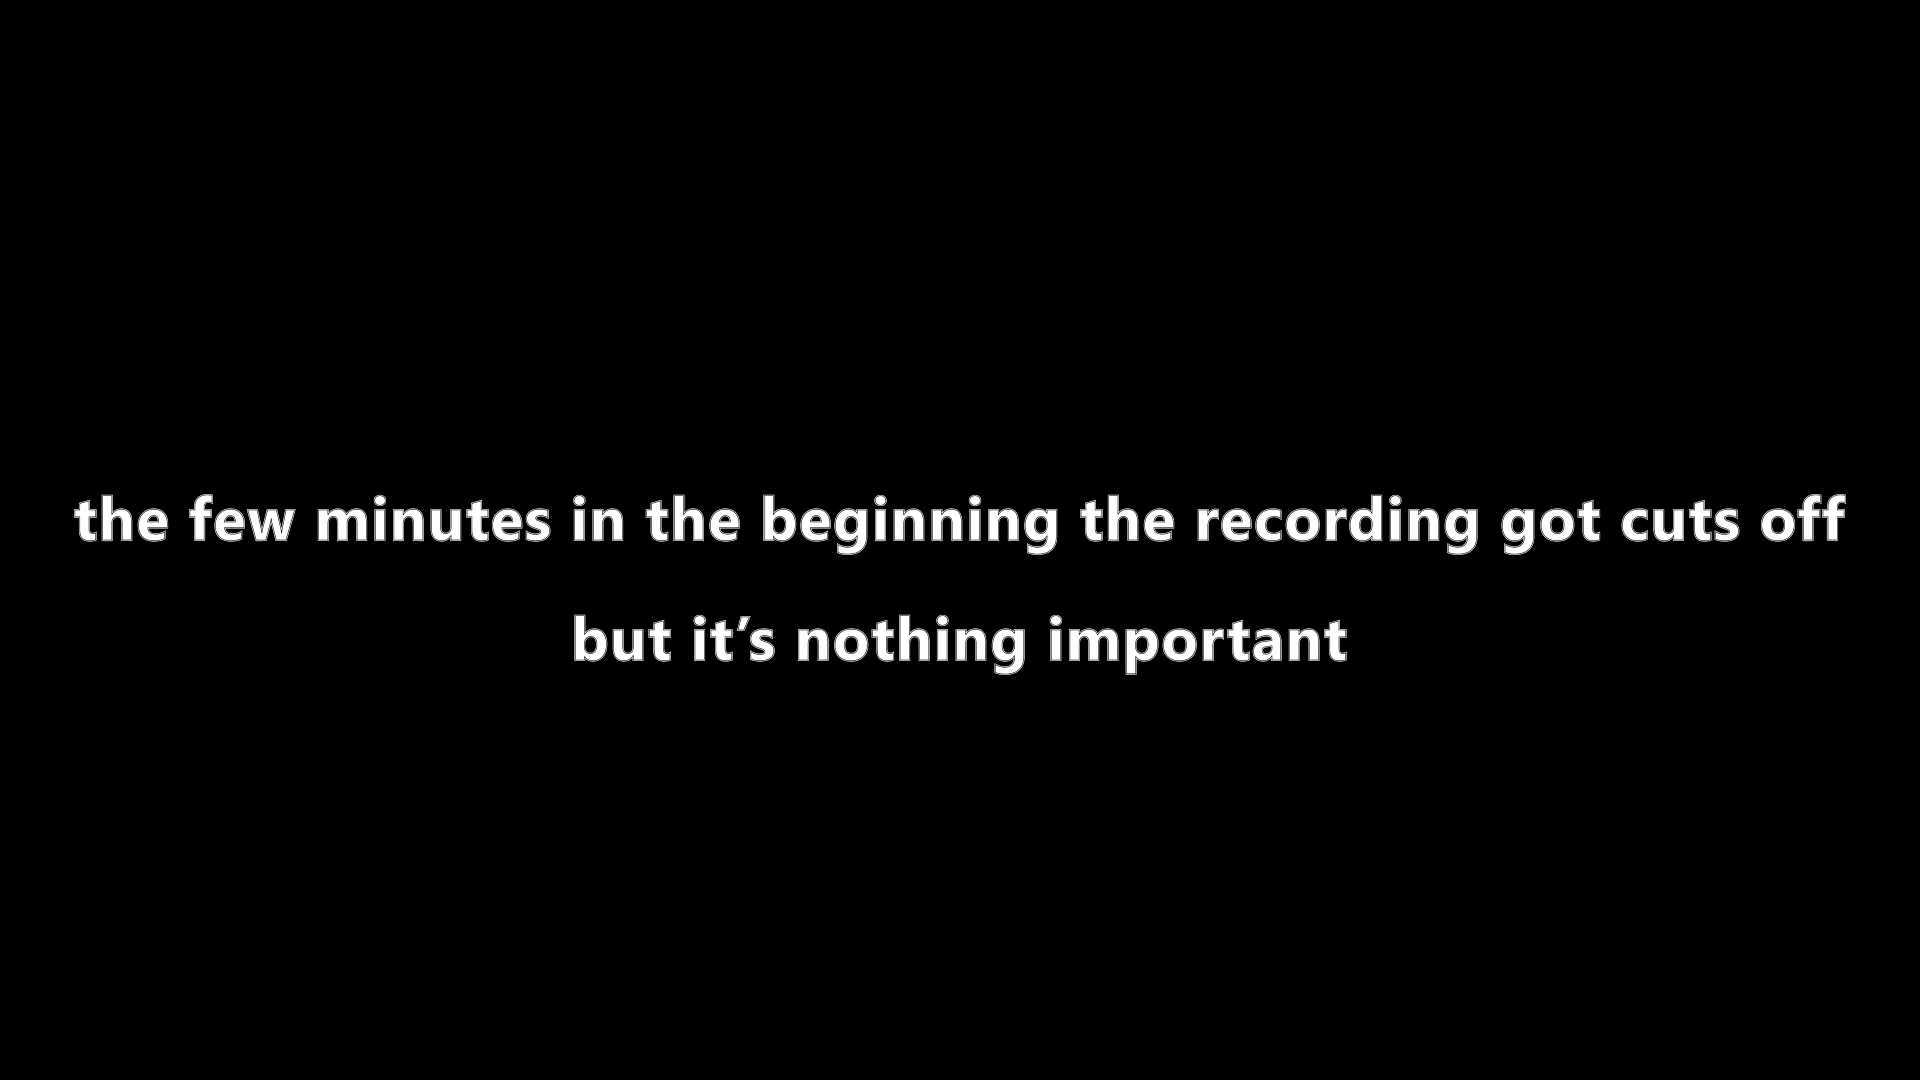 the few minutes in the beginning the recording got cuts off
but it’s nothing important